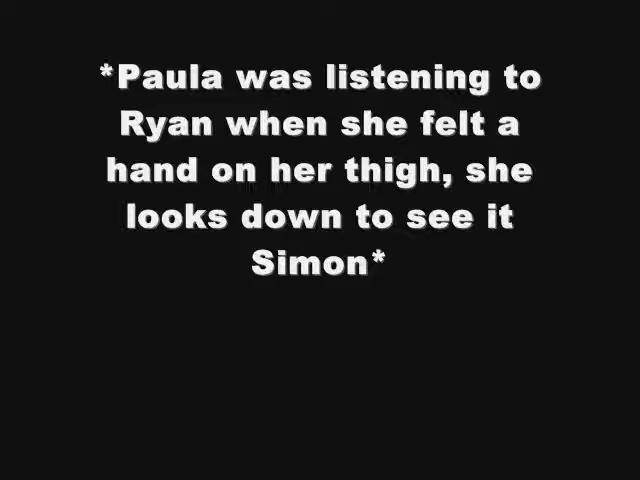 *Paula was listening to
Ryan when she felt a
hand on her thigh, she
looks down to see it
Simon*